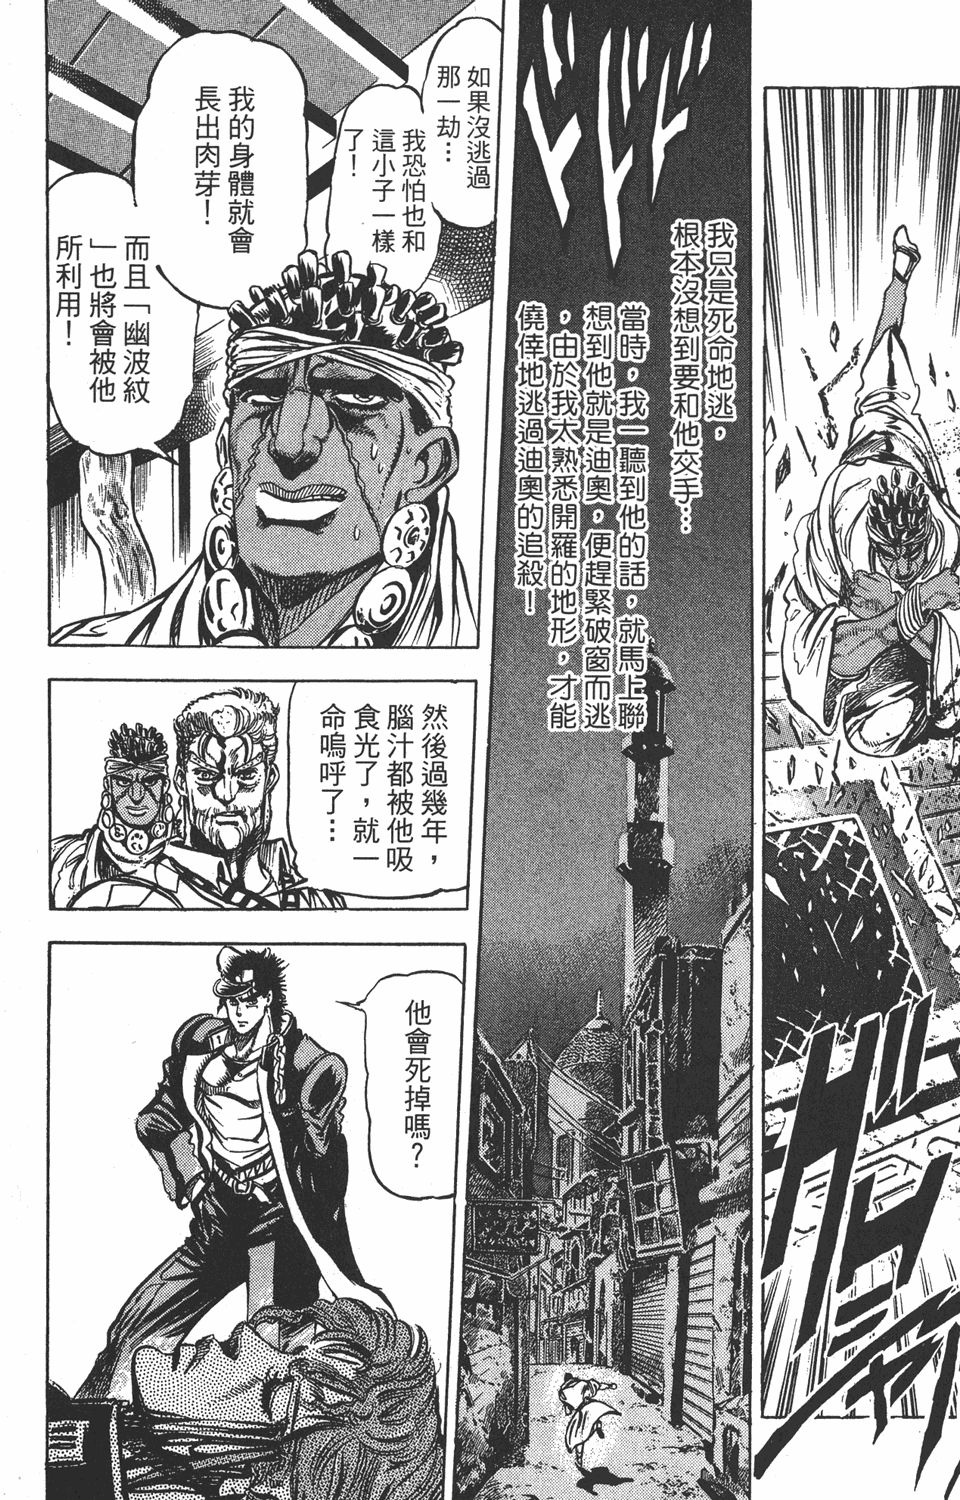 我只是死命地逃，
根本沒想到要和他交手…
當時，我一聽到他的話，就馬上聯
想到他就是迪奧，便趕緊破窗而逃
，由於我太熟悉開羅的地形，才能
僥倖地逃過迪奧的追殺！
如果沒逃過
那一劫…
我恐怕也和
這小子一樣
了！
我的身體就會
長出肉芽！
而且「幽波紋
」也將會被他
所利用！
然後過幾年，
腦汁都被他吸
食光了，就一
命嗚呼了…
他會死掉嗎？
ドドド